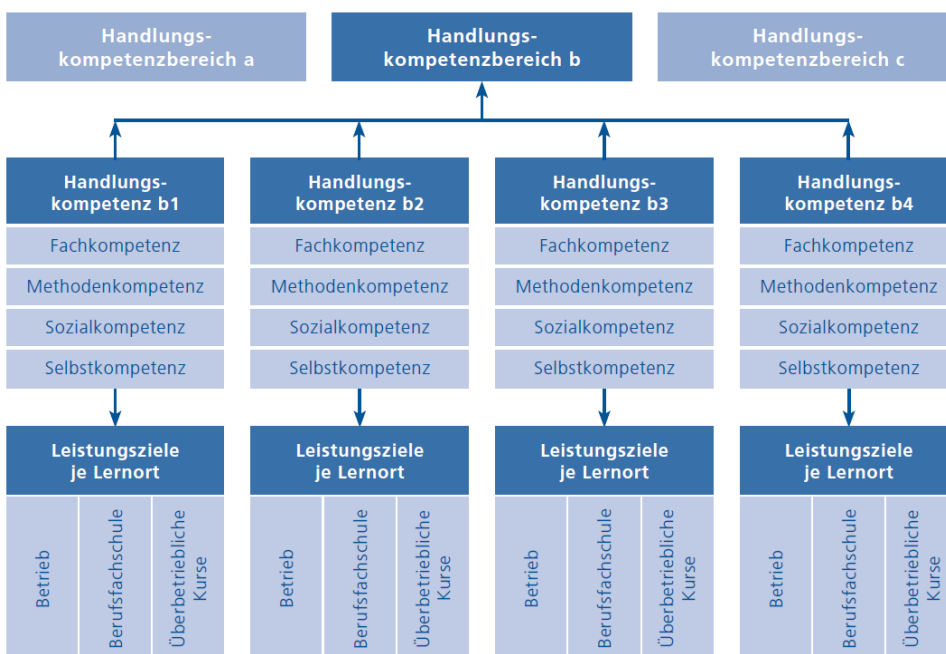 Handlungs-
kompetenzbereich a
Handlungs-
kompetenzbereich b
Handlungs-
kompetenzbereich c
Handlungs-
kompetenz b1
Fachkompetenz
Methodenkompetenz
Sozialkompetenz
Selbstkompetenz
Leistungsziele
je Lernort
Betrieb
Berufsfachschule
Überbetriebliche
Kurse
Handlungs-
kompetenz b2
Fachkompetenz
Methodenkompetenz
Sozialkompetenz
Selbstkompetenz
Leistungsziele
je Lernort
Betrieb
Berufsfachschule
Überbetriebliche
Kurse
Handlungs-
kompetenz b3
Fachkompetenz
Methodenkompetenz
Sozialkompetenz
Selbstkompetenz
Leistungsziele
je Lernort
Betrieb
Berufsfachschule
Überbetriebliche
Kurse
Handlungs-
kompetenz b4
Fachkompetenz
Methodenkompetenz
Sozialkompetenz
Selbstkompetenz
Leistungsziele
je Lernort
Betrieb
Berufsfachschule
Überbetriebliche
Kurse